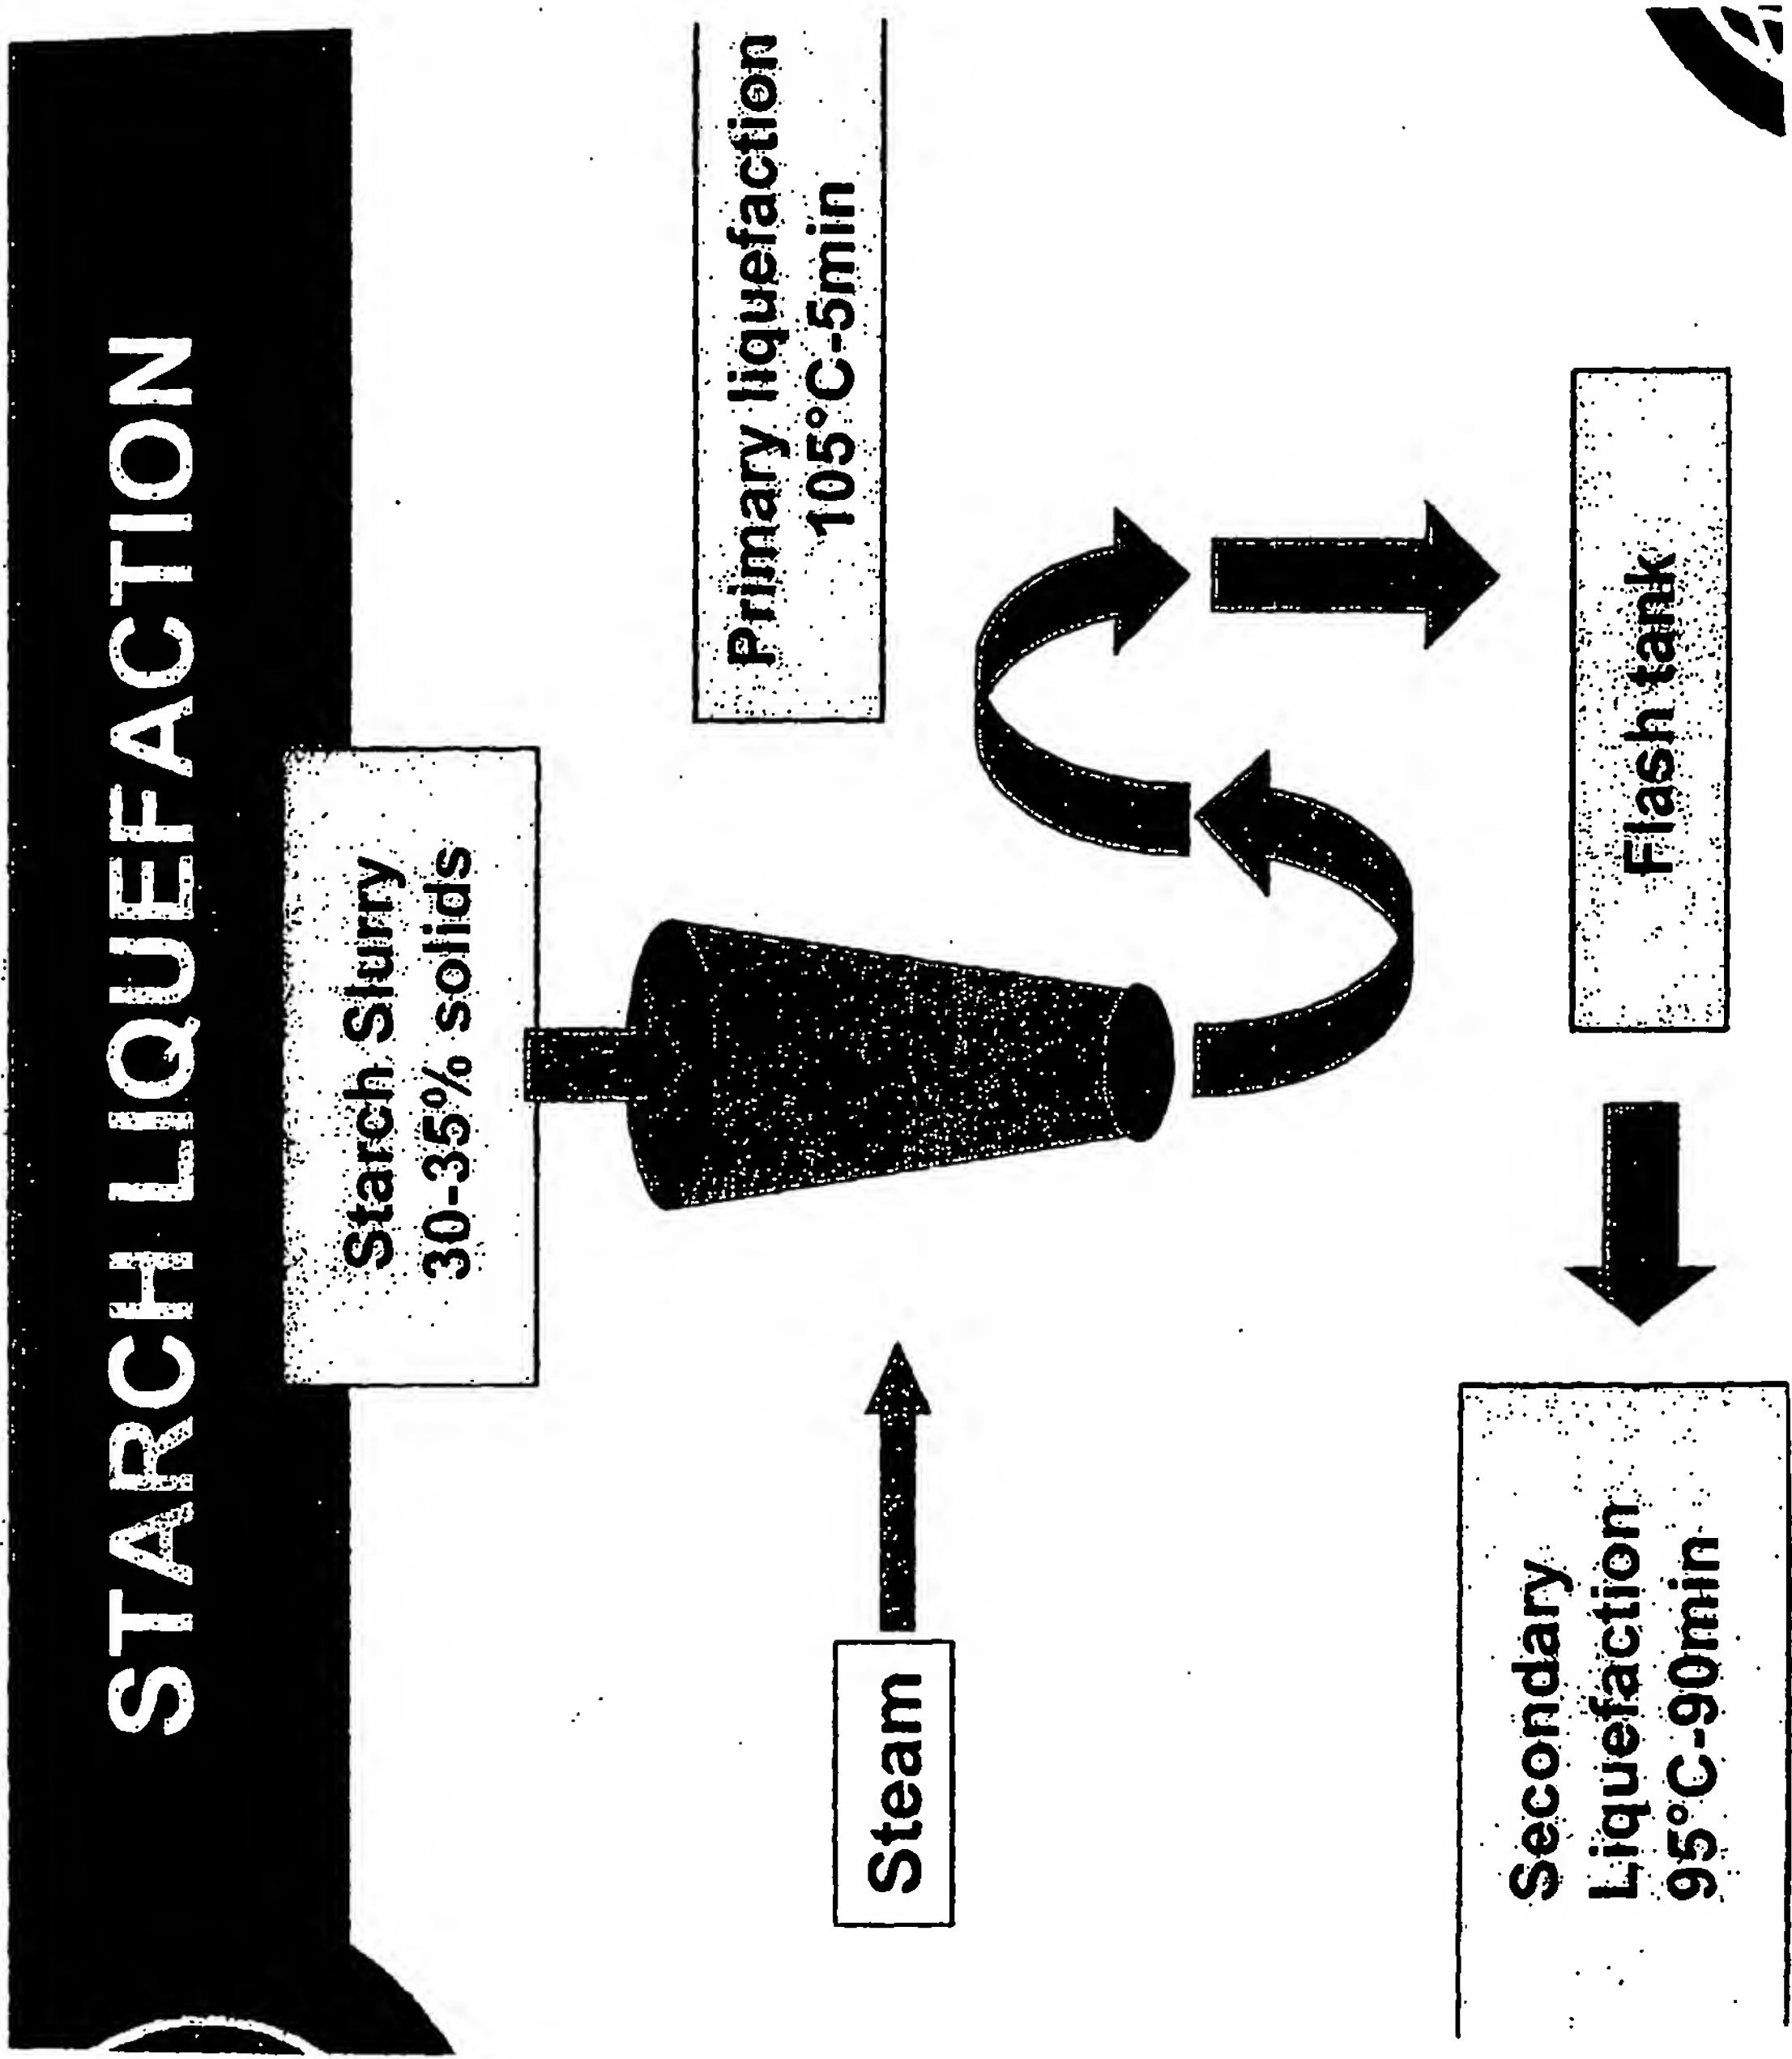 STARCH LIQUEFACTION
Starch Slurry
30-35% solids
Primary liquefaction
105°C-5min
Steam
Flash tank
Secondary
Liquefaction
95°C-90min